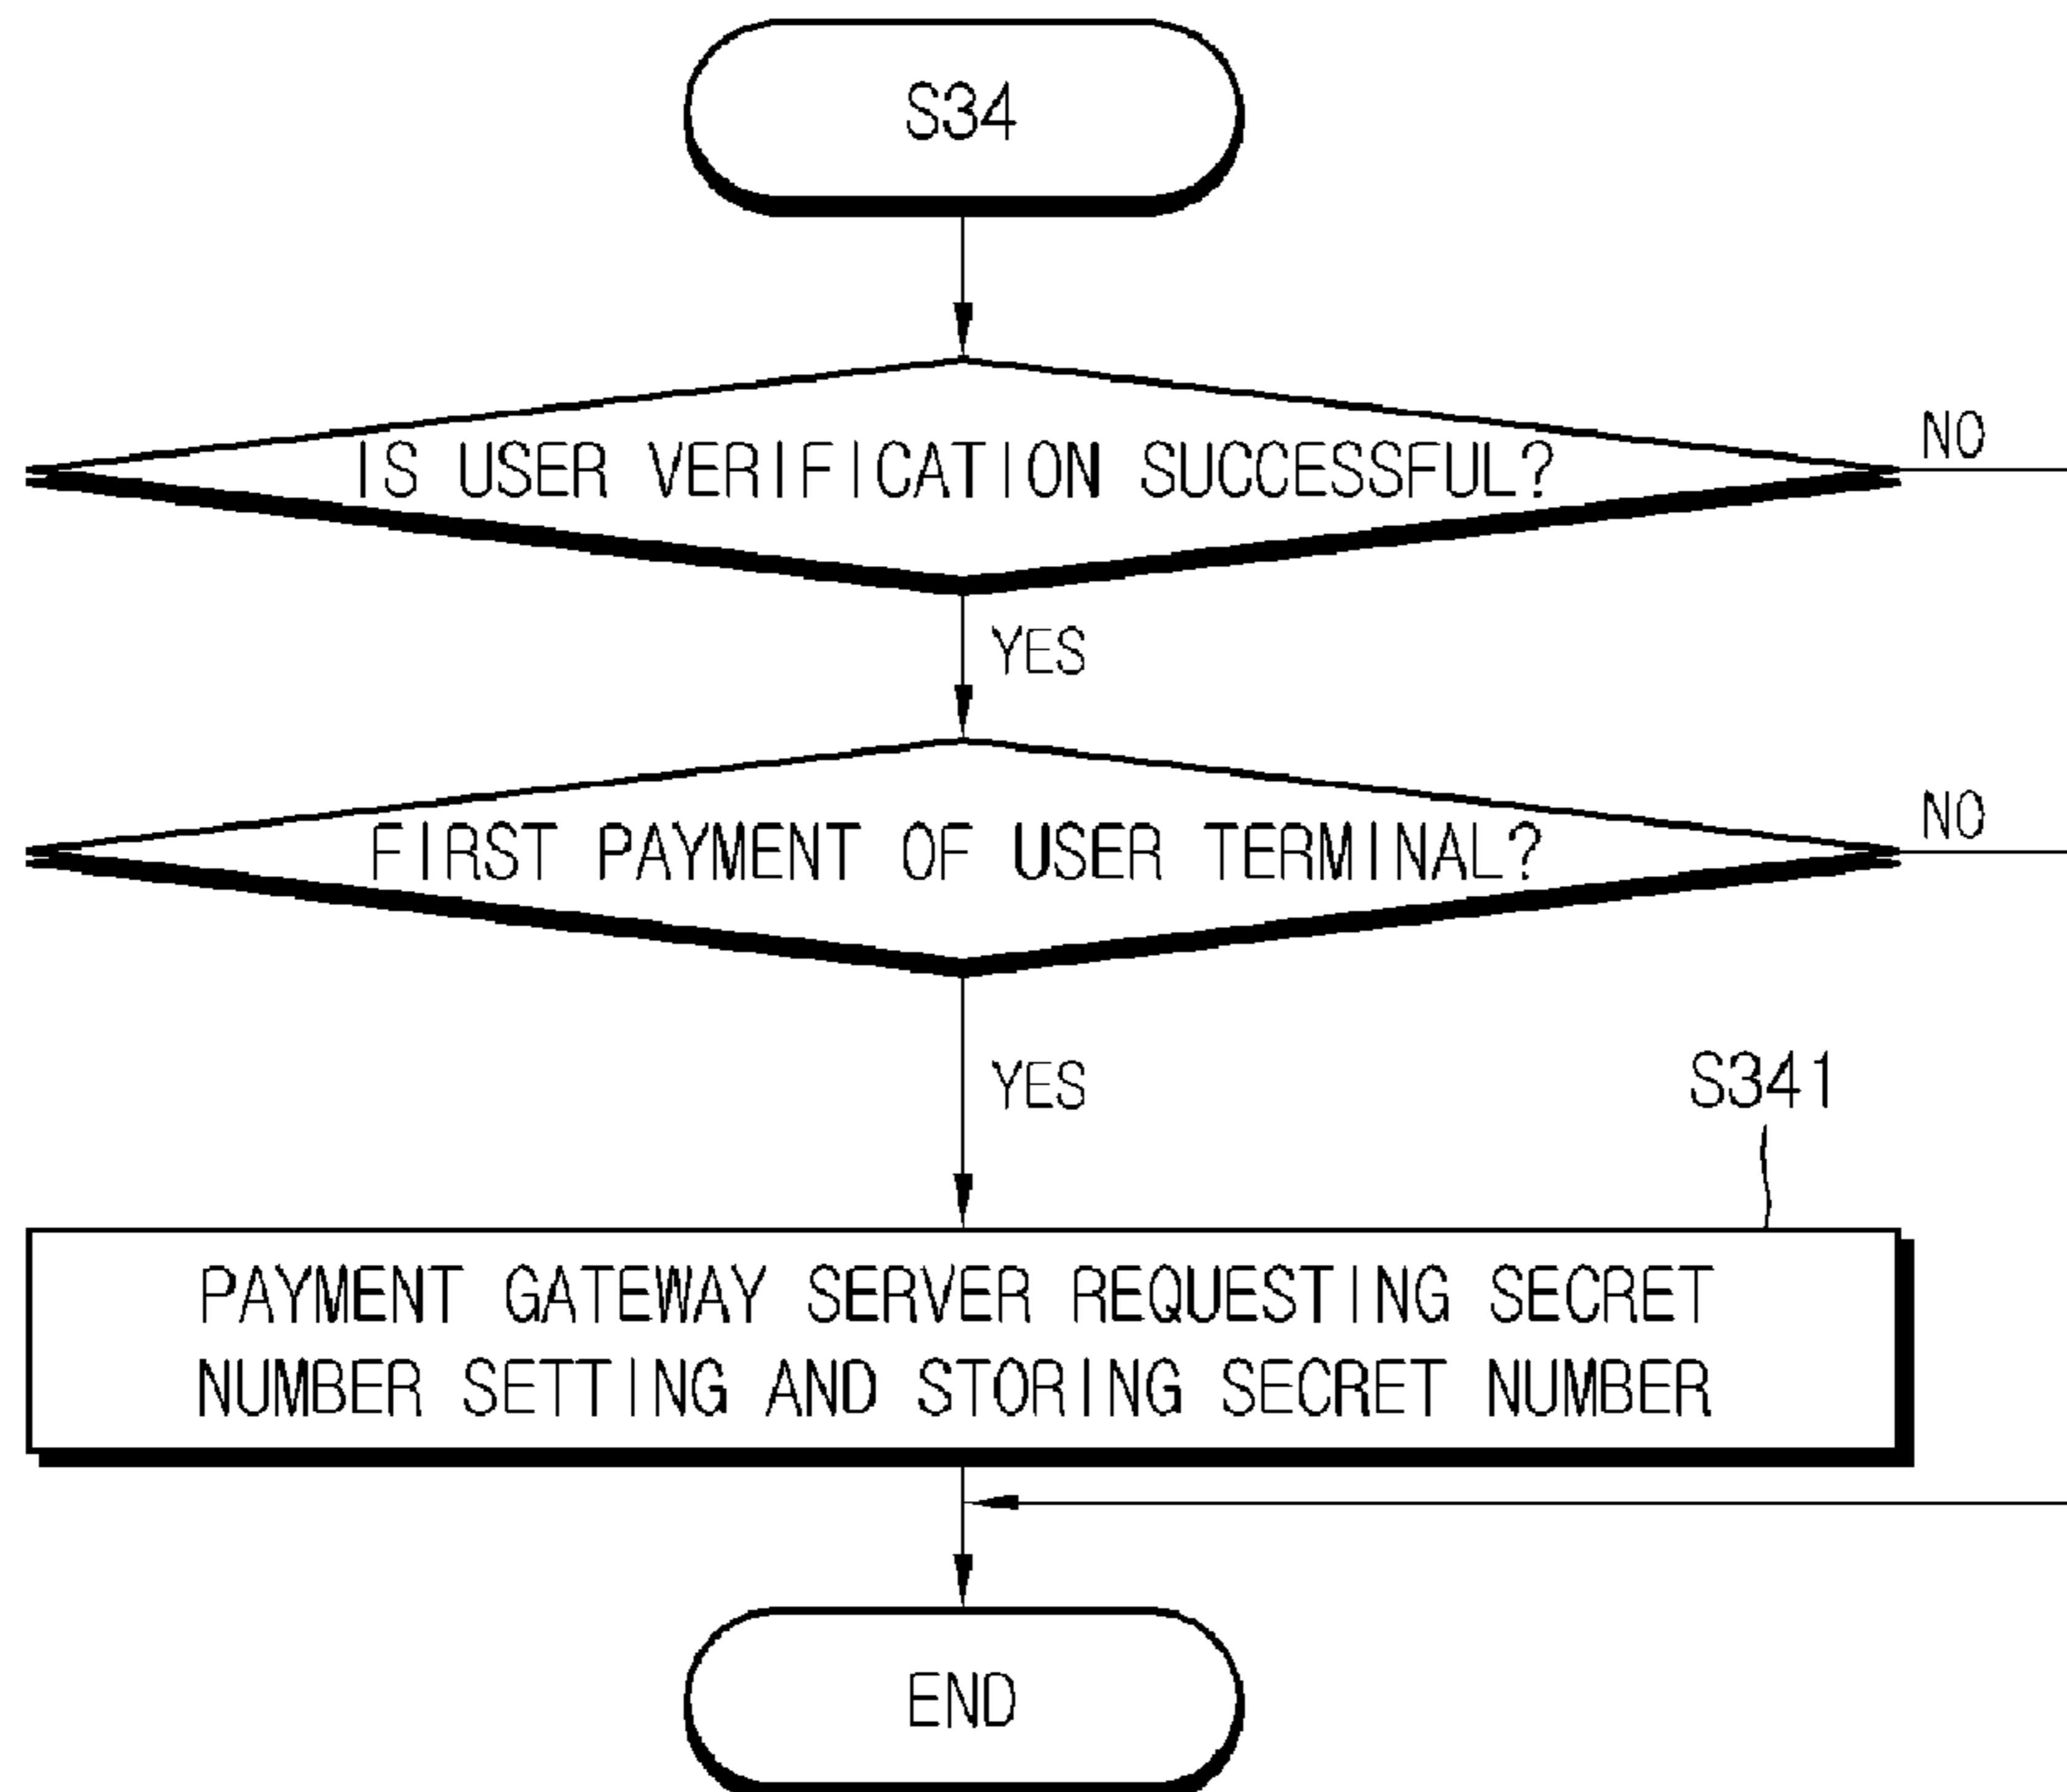 S34
IS USER VERIFICATION SUCCESSFUL?
NO
YES
FIRST PAYMENT OF USER TERMINAL?
NO
YES
S341
PAYMENT GATEWAY SERVER REQUESTING SECRET
NUMBER SETTING AND STORING SECRET NUMBER
END